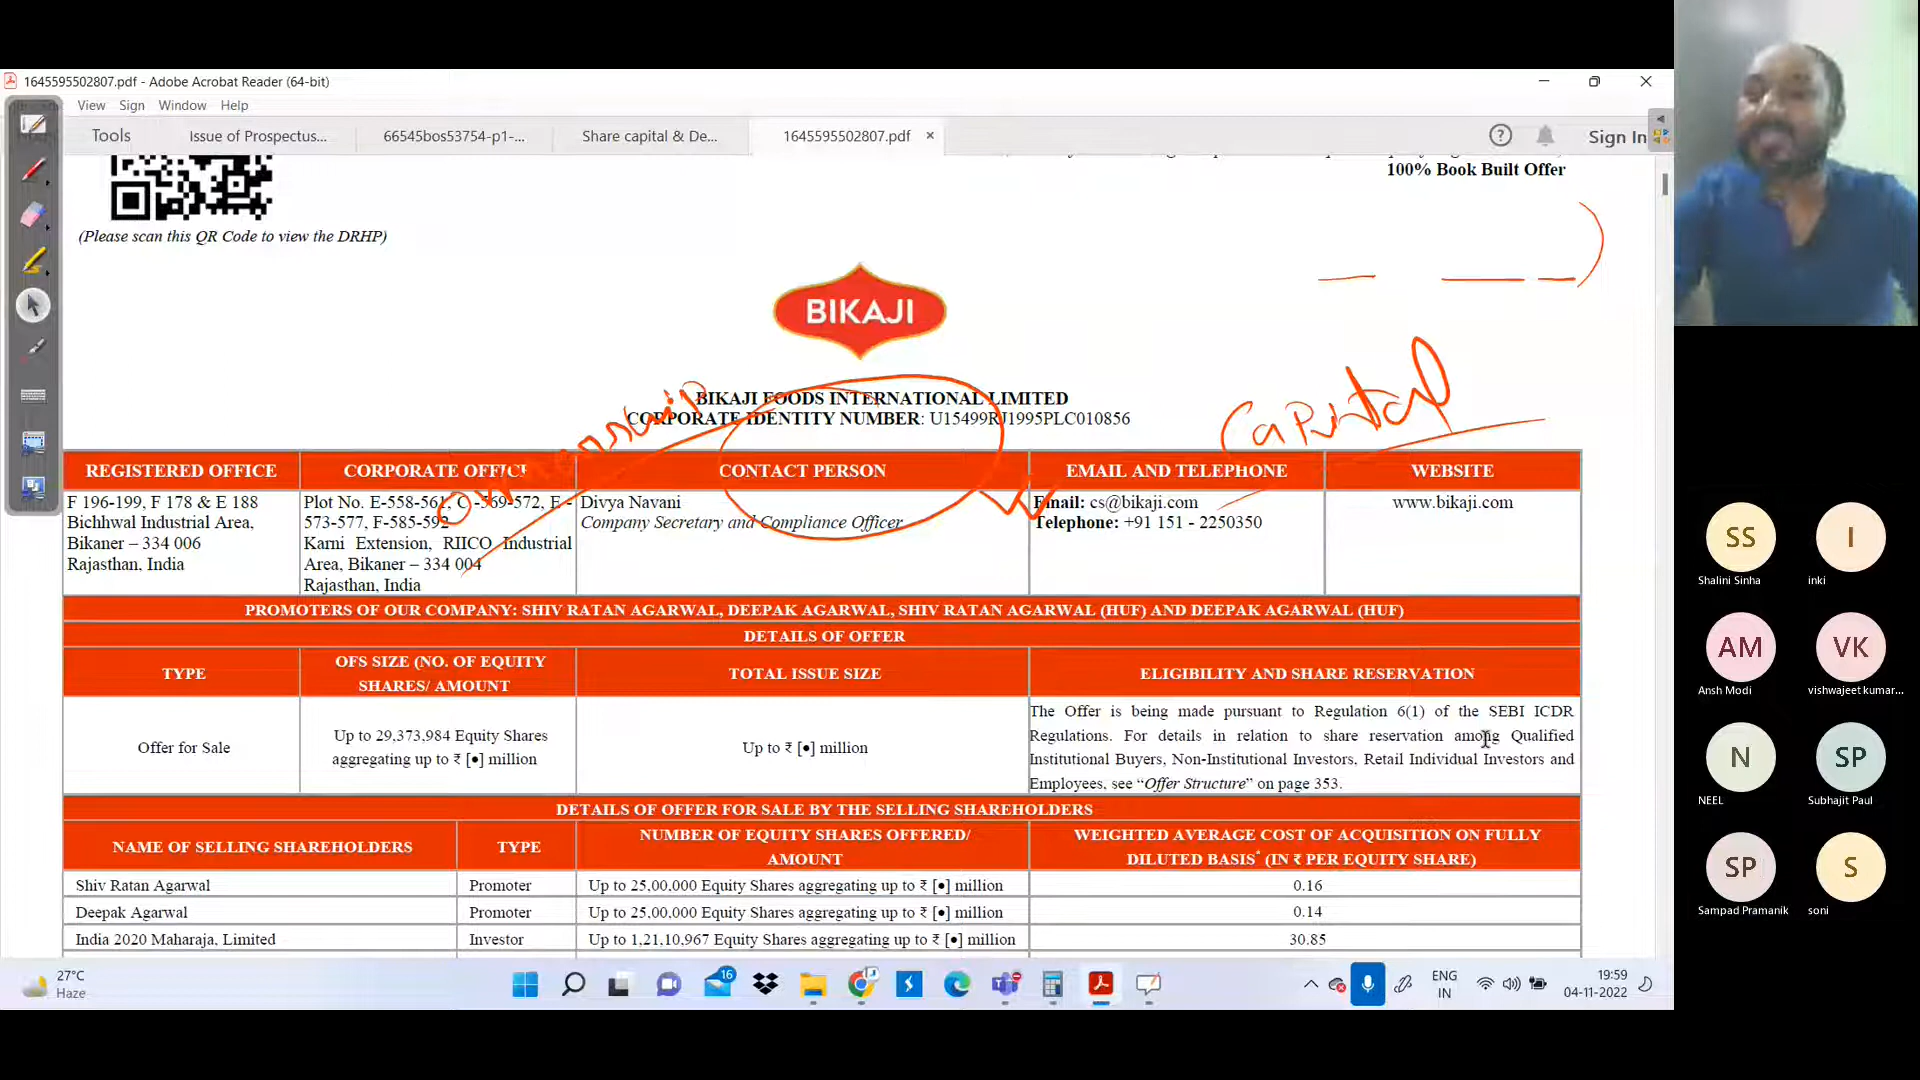 1645595502807.pdf - Adobe Acrobat Reader (64-bit)
View Sign Window Help
Tools
Issue of Prospectus...
66545bos53754-p1-...
Share capital & De...
1645595502807.pdf
Sign In
100% Book Built Offer
(Please scan this QR Code to view the DRHP)
BIKAJI
Capital
ownership
BIKAJI FOODS INTERNATIONAL LIMITED
CORPORATE IDENTITY NUMBER: U15499RJ1995PLC010856
REGISTERED OFFICE
CORPORATE OFFICE
CONTACT PERSON
EMAIL AND TELEPHONE
WEBSITE
F 196-199, F 178 & E 188
Bichhwal Industrial Area,
Bikaner – 334 006
Rajasthan, India
Plot No. E-558-561, C -569-572, E -
573-577, F-585-592
Karni Extension, RIICO Industrial
Area, Bikaner – 334 004
Rajasthan, India
Divya Navani
Company Secretary and Compliance Officer
Email: cs@bikaji.com
Telephone: +91 151 - 2250350
www.bikaji.com
PROMOTERS OF OUR COMPANY: SHIV RATAN AGARWAL, DEEPAK AGARWAL, SHIV RATAN AGARWAL (HUF) AND DEEPAK AGARWAL (HUF)
DETAILS OF OFFER
TYPE
OFS SIZE (NO. OF EQUITY
SHARES/ AMOUNT
TOTAL ISSUE SIZE
ELIGIBILITY AND SHARE RESERVATION
Offer for Sale
Up to 29,373,984 Equity Shares
aggregating up to ₹ [●] million
Up to ₹ [●] million
The Offer is being made pursuant to Regulation 6(1) of the SEBI ICDR
Regulations. For details in relation to share reservation among Qualified
Institutional Buyers, Non-Institutional Investors, Retail Individual Investors and
Employees, see “Offer Structure” on page 353.
DETAILS OF OFFER FOR SALE BY THE SELLING SHAREHOLDERS
NAME OF SELLING SHAREHOLDERS
TYPE
NUMBER OF EQUITY SHARES OFFERED/
AMOUNT
WEIGHTED AVERAGE COST OF ACQUISITION ON FULLY
DILUTED BASIS* (IN ₹ PER EQUITY SHARE)
Shiv Ratan Agarwal Promoter Up to 25,00,000 Equity Shares aggregating up to ₹ [●] million 0.16
Deepak Agarwal Promoter Up to 25,00,000 Equity Shares aggregating up to ₹ [●] million 0.14
India 2020 Maharaja, Limited Investor Up to 1,21,10,967 Equity Shares aggregating up to ₹ [●] million 30.85
27°C
Haze
16
ENG
IN
19:59
04-11-2022
SS
Shalini Sinha
I
inki
AM
Ansh Modi
VK
vishwajeet kumar...
N
NEEL
SP
Subhajit Paul
SP
Sampad Pramanik
S
soni